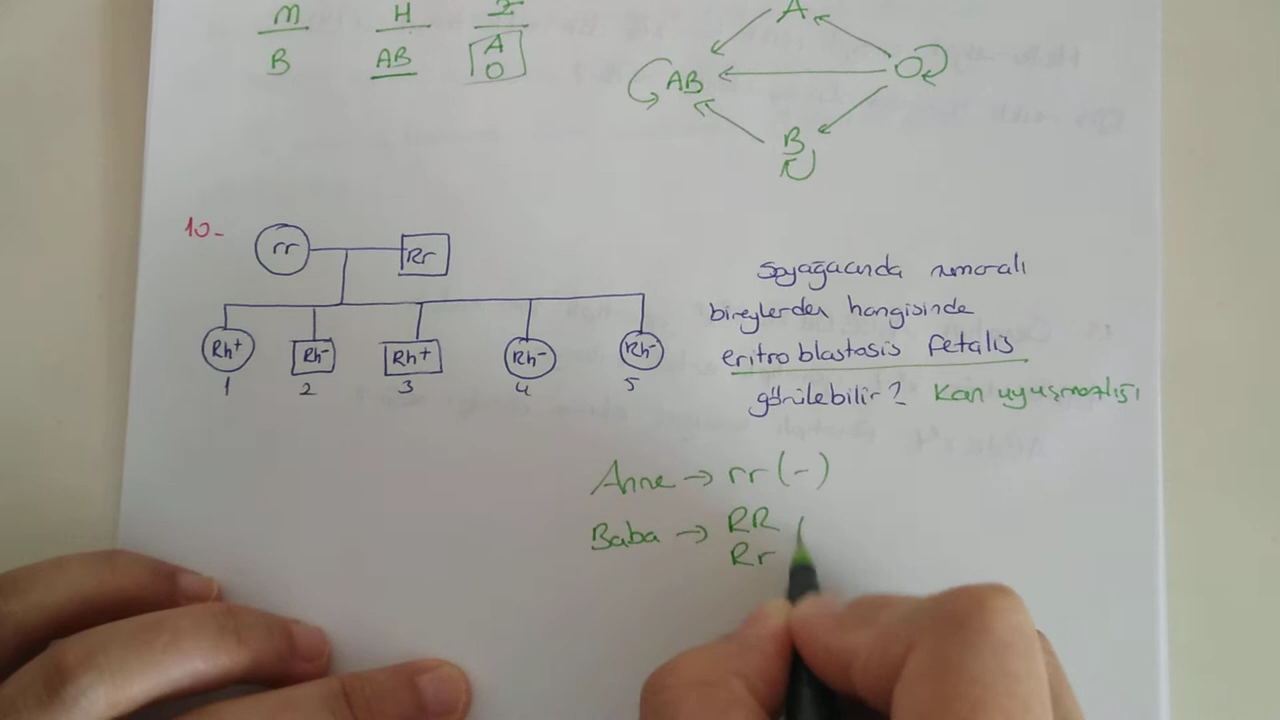 M H I
B AB A
O
A
AB O
B
10-
rr Rr
Rh+ Rh- Rh+ Rh- Rh-
1 2 3 4 5
Soyağacında numaralı
bireylerden hangisinde
eritroblastosis fetalis
görülebilir? Kan uyuşmazlığı
Anne → rr (-)
Baba → RR (
Rr